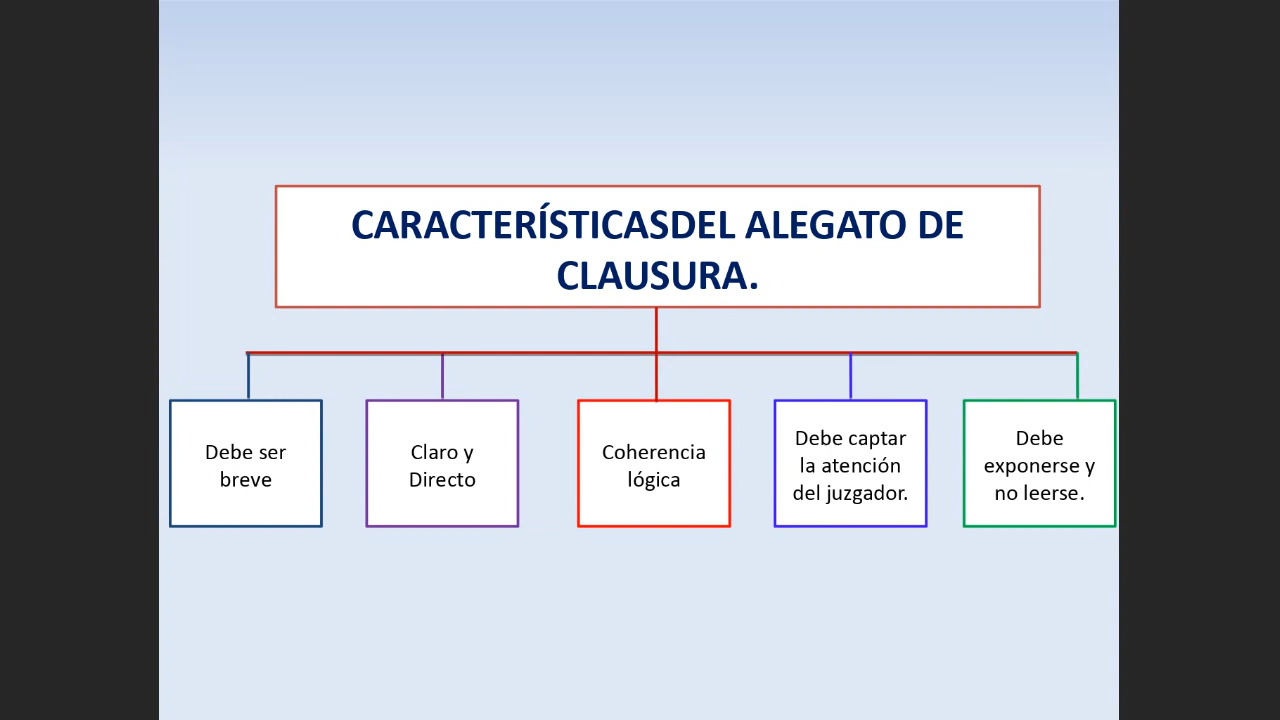 CARACTERÍSTICASDEL ALEGATO DE
CLAUSURA.
Debe ser
breve
Claro y
Directo
Coherencia
lógica
Debe captar
la atención
del juzgador.
Debe
exponerse y
no leerse.